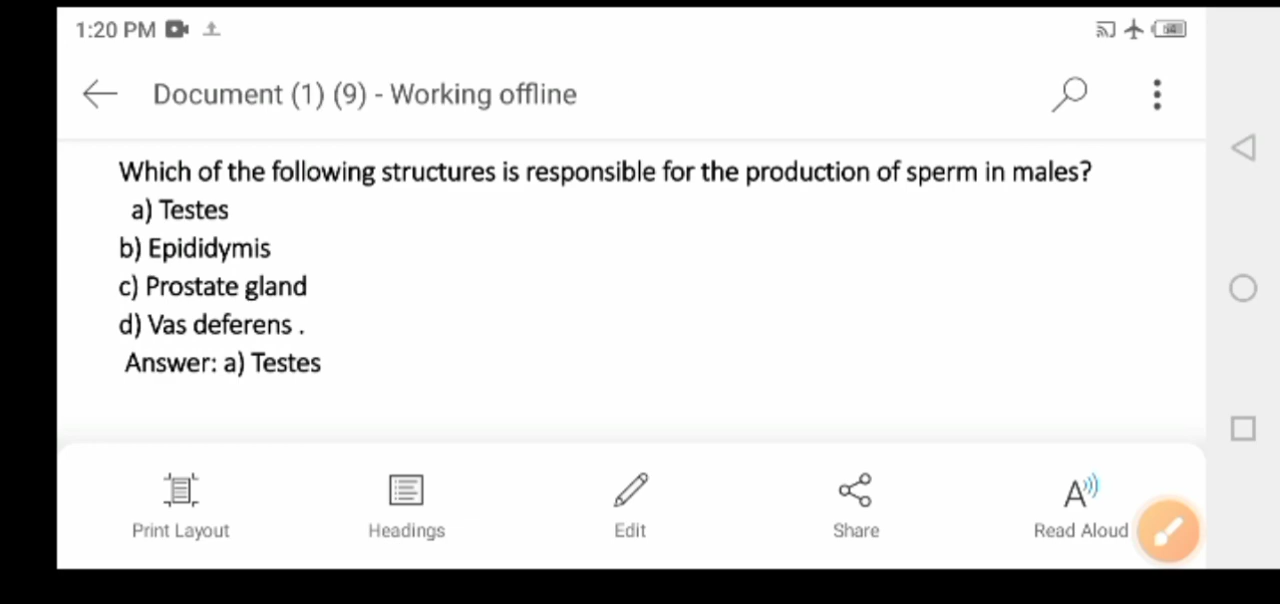 1:20 PM
Document (1) (9) - Working offline
Which of the following structures is responsible for the production of sperm in males?
a) Testes
b) Epididymis
c) Prostate gland
d) Vas deferens .
Answer: a) Testes
Print Layout
Headings
Edit
Share
Read Aloud